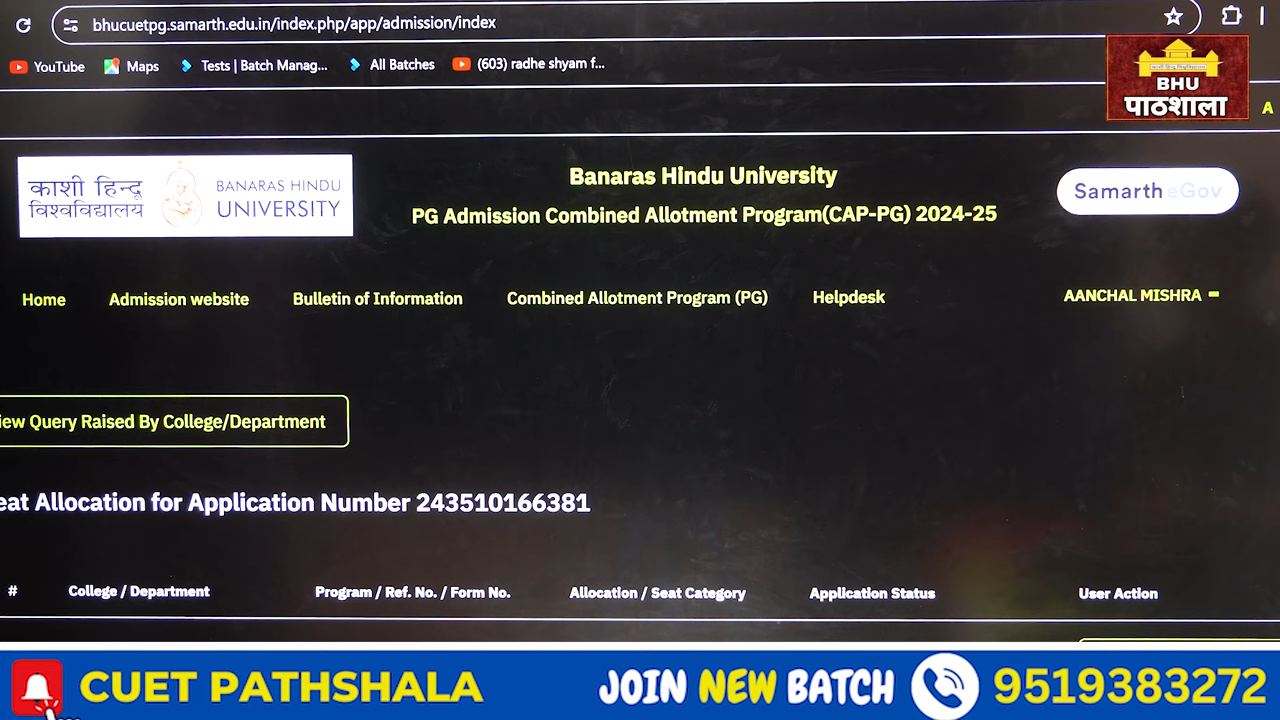 bhucuetpg.samarth.edu.in/index.php/app/admission/index
YouTube Maps Tests | Batch Manag... All Batches (603) radhe shyam f...
BHU
पाठशाला
A
काशी हिन्दू
विश्वविद्यालय
BANARAS HINDU
UNIVERSITY
Banaras Hindu University
PG Admission Combined Allotment Program(CAP-PG) 2024-25
Samarth eGov
Home Admission website Bulletin of Information Combined Allotment Program (PG) Helpdesk AANCHAL MISHRA
iew Query Raised By College/Department
eat Allocation for Application Number 243510166381
# College / Department Program / Ref. No. / Form No. Allocation / Seat Category Application Status User Action
CUET PATHSHALA JOIN NEW BATCH 9519383272